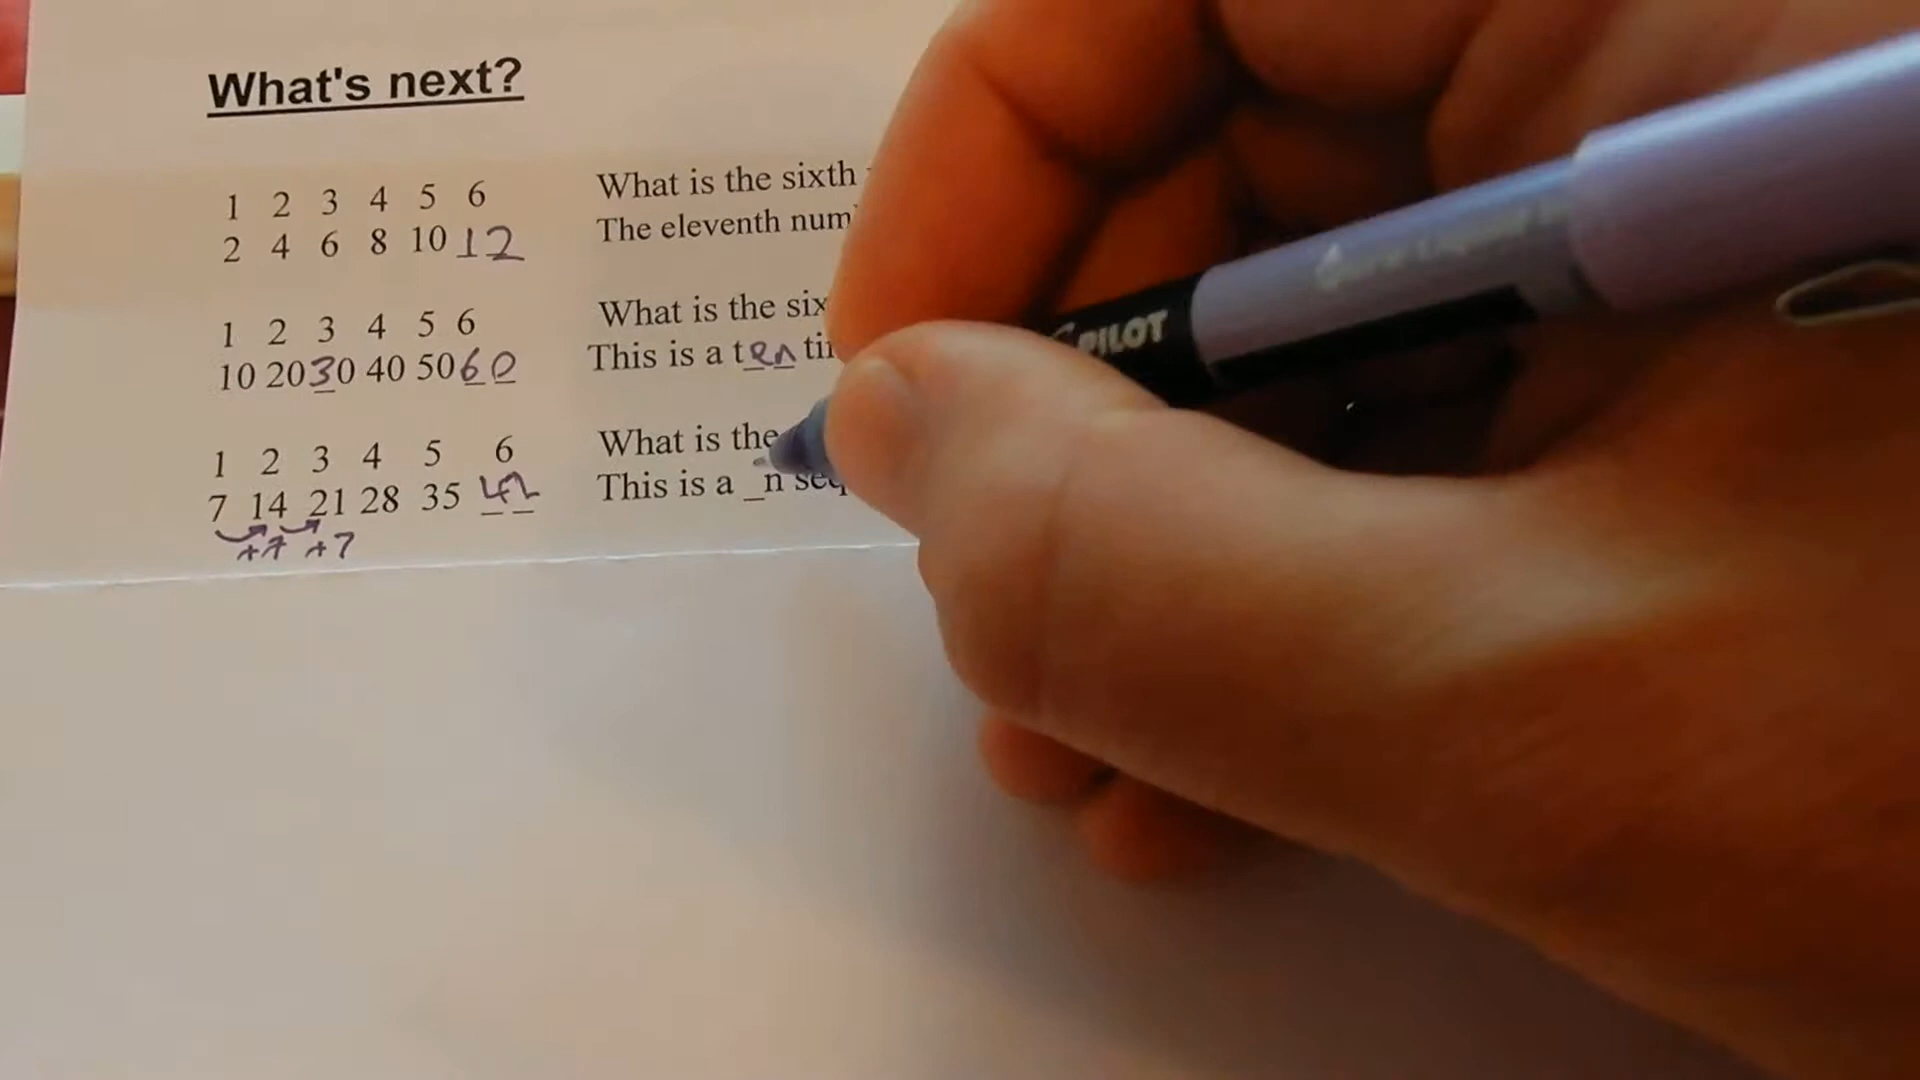 What's next?
1 2 3 4 5 6
2 4 6 8 10 12
What is the sixth
The eleventh num
1 2 3 4 5 6
10 20 30 40 50 60
What is the six
This is a ten tim
1 2 3 4 5 6
7 14 21 28 35 42
+7 +7
What is the
This is a _n seq
PILOT